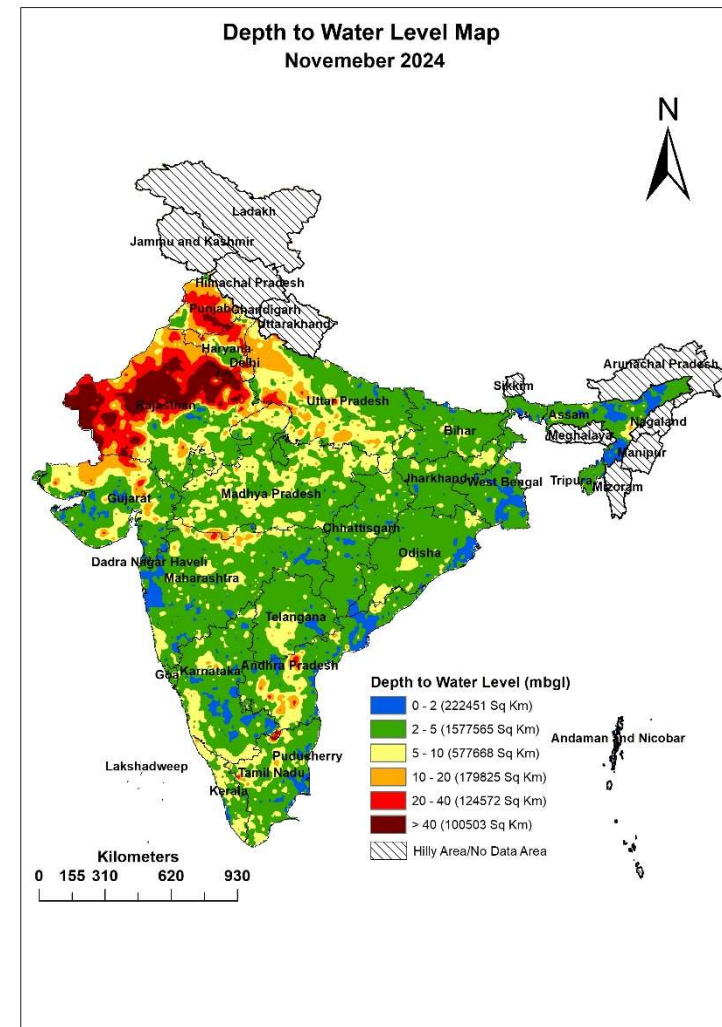 Depth to Water Level Map
Novemeber 2024
N
Ladakh
Jammu and Kashmir
Himachal Pradesh
Punjab
Chandigarh
Uttarakhand
Haryana
Delhi
Arunachal Pradesh
Rajasthan
Uttar Pradesh
Sikkim
Assam
Nagaland
Bihar
Meghalaya
Manipur
Jharkhand
West Bengal
Tripura
Mizoram
Gujarat
Madhya Pradesh
Chhattisgarh
Odisha
Dadra Nagar Haveli
Maharashtra
Telangana
Goa
Karnataka
Andhra Pradesh
Depth to Water Level (mbgl)
0 - 2 (222451 Sq Km)
2 - 5 (1577565 Sq Km)
5 - 10 (577668 Sq Km)
10 - 20 (179825 Sq Km)
20 - 40 (124572 Sq Km)
> 40 (100503 Sq Km)
Hilly Area/No Data Area
Andaman and Nicobar
Puducherry
Lakshadweep
Tamil Nadu
Kerala
Kilometers
0 155 310 620 930